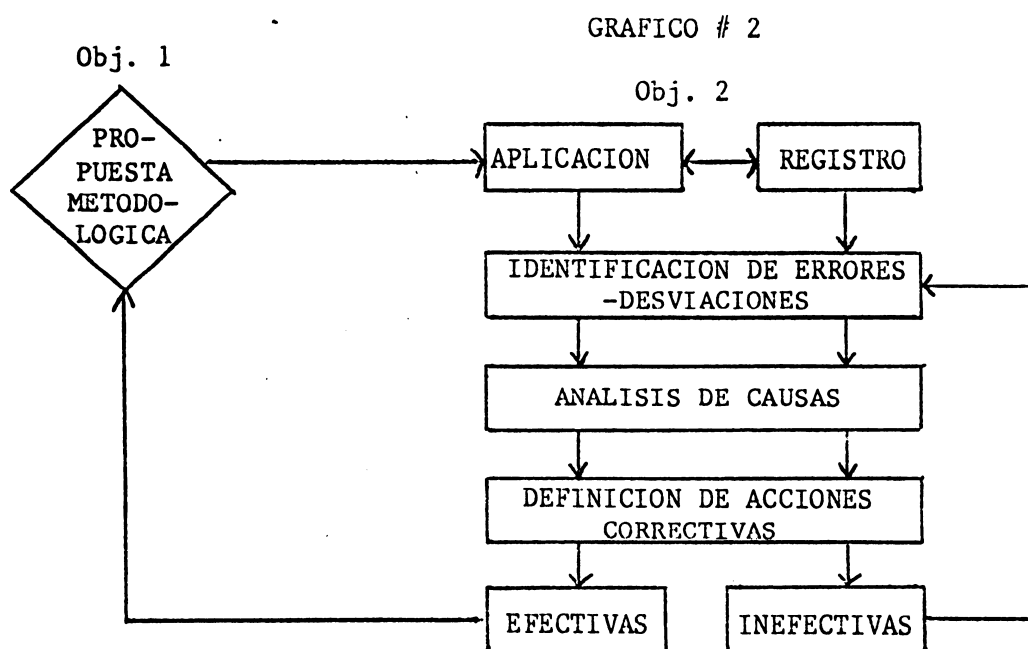 GRAFICO # 2
Obj. 1
Obj. 2
PRO-
PUESTA
METODO-
LOGICA
APLICACION
REGISTRO
IDENTIFICACION DE ERRORES
-DESVIACIONES
ANALISIS DE CAUSAS
DEFINICION DE ACCIONES
CORRECTIVAS
EFECTIVAS
INEFECTIVAS